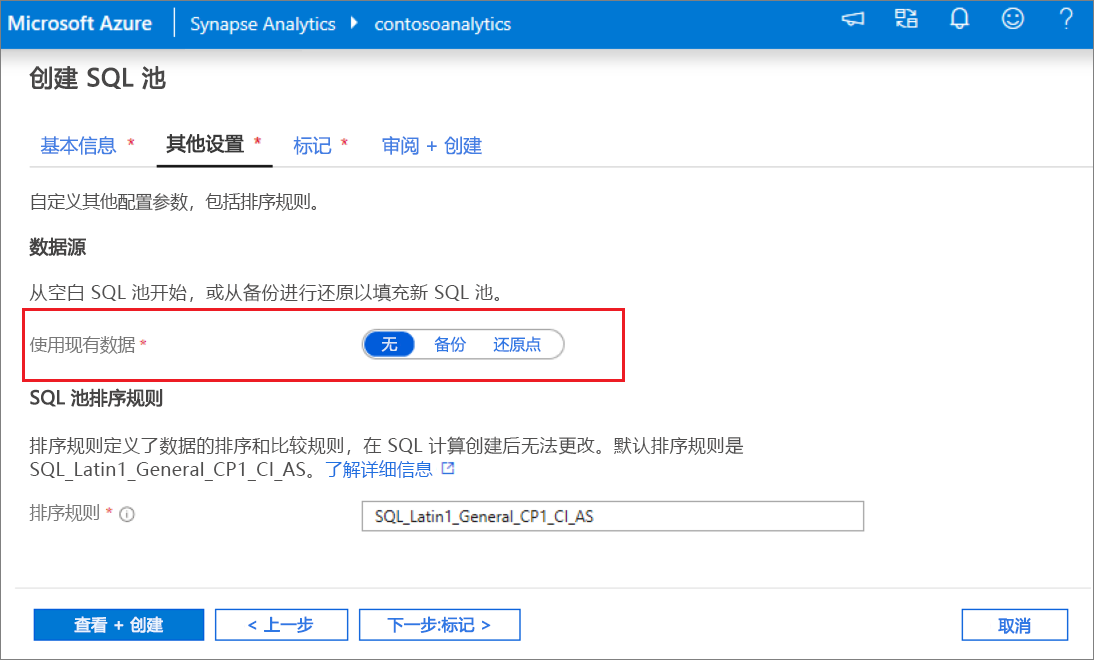 Microsoft Azure Synapse Analytics contosoanalytics ?
创建 SQL 池
基本信息 * 其他设置 * 标记 * 审阅 + 创建
自定义其他配置参数，包括排序规则。
数据源
从空白 SQL 池开始，或从备份进行还原以填充新 SQL 池。
使用现有数据 * 无 备份 还原点
SQL 池排序规则
排序规则定义了数据的排序和比较规则，在 SQL 计算创建后无法更改。默认排序规则是
SQL_Latin1_General_CP1_CI_AS。了解详细信息
排序规则 * SQL_Latin1_General_CP1_CI_AS
查看 + 创建 < 上一步 下一步:标记 > 取消